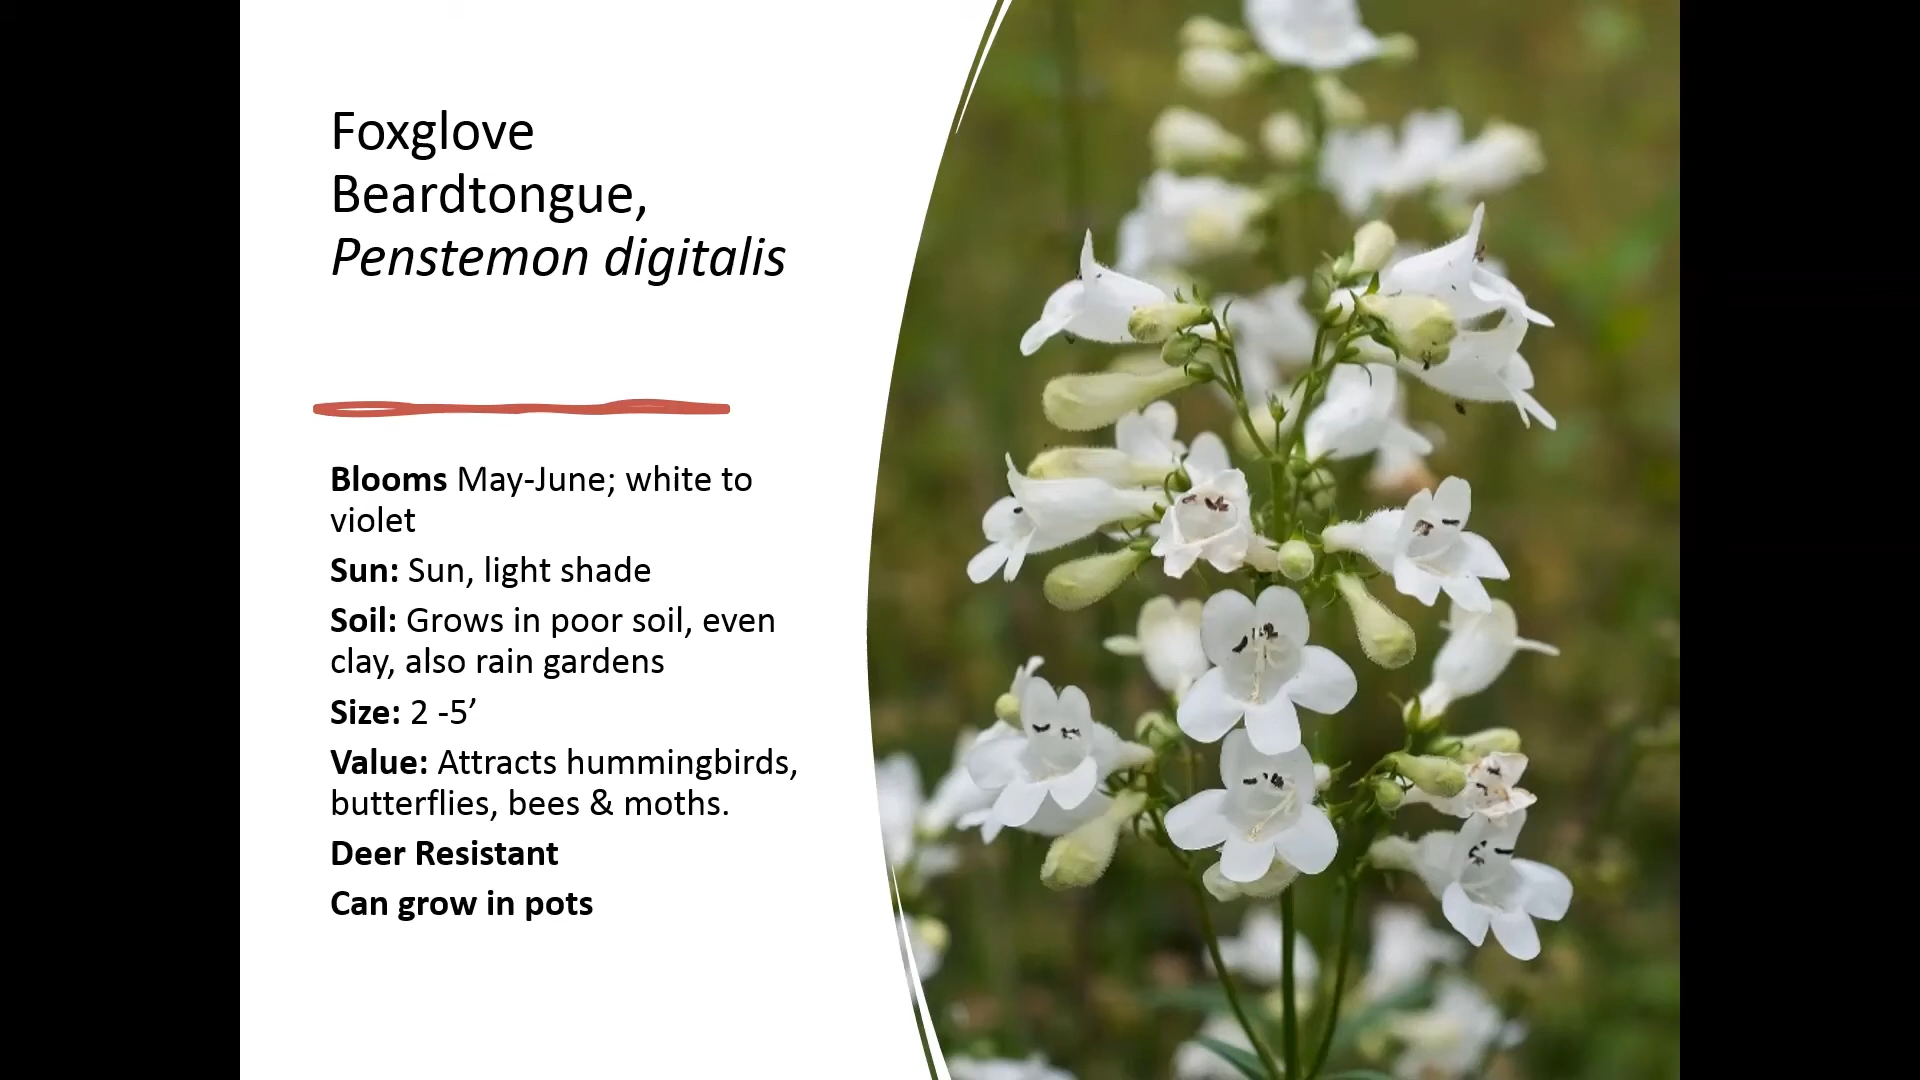 Foxglove
Beardtongue,
Penstemon digitalis
Blooms May-June; white to
violet
Sun: Sun, light shade
Soil: Grows in poor soil, even
clay, also rain gardens
Size: 2 -5’
Value: Attracts hummingbirds,
butterflies, bees & moths.
Deer Resistant
Can grow in pots